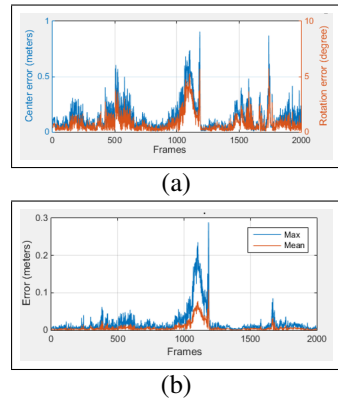 1
10
Center error (meters)
0.5
5
Rotation error (degree)
0
0
0 500 1000 1500 2000
Frames
(a)
0.3
Max
Mean
0.2
Error (meters)
0.1
0
0 500 1000 1500 2000
Frames
(b)